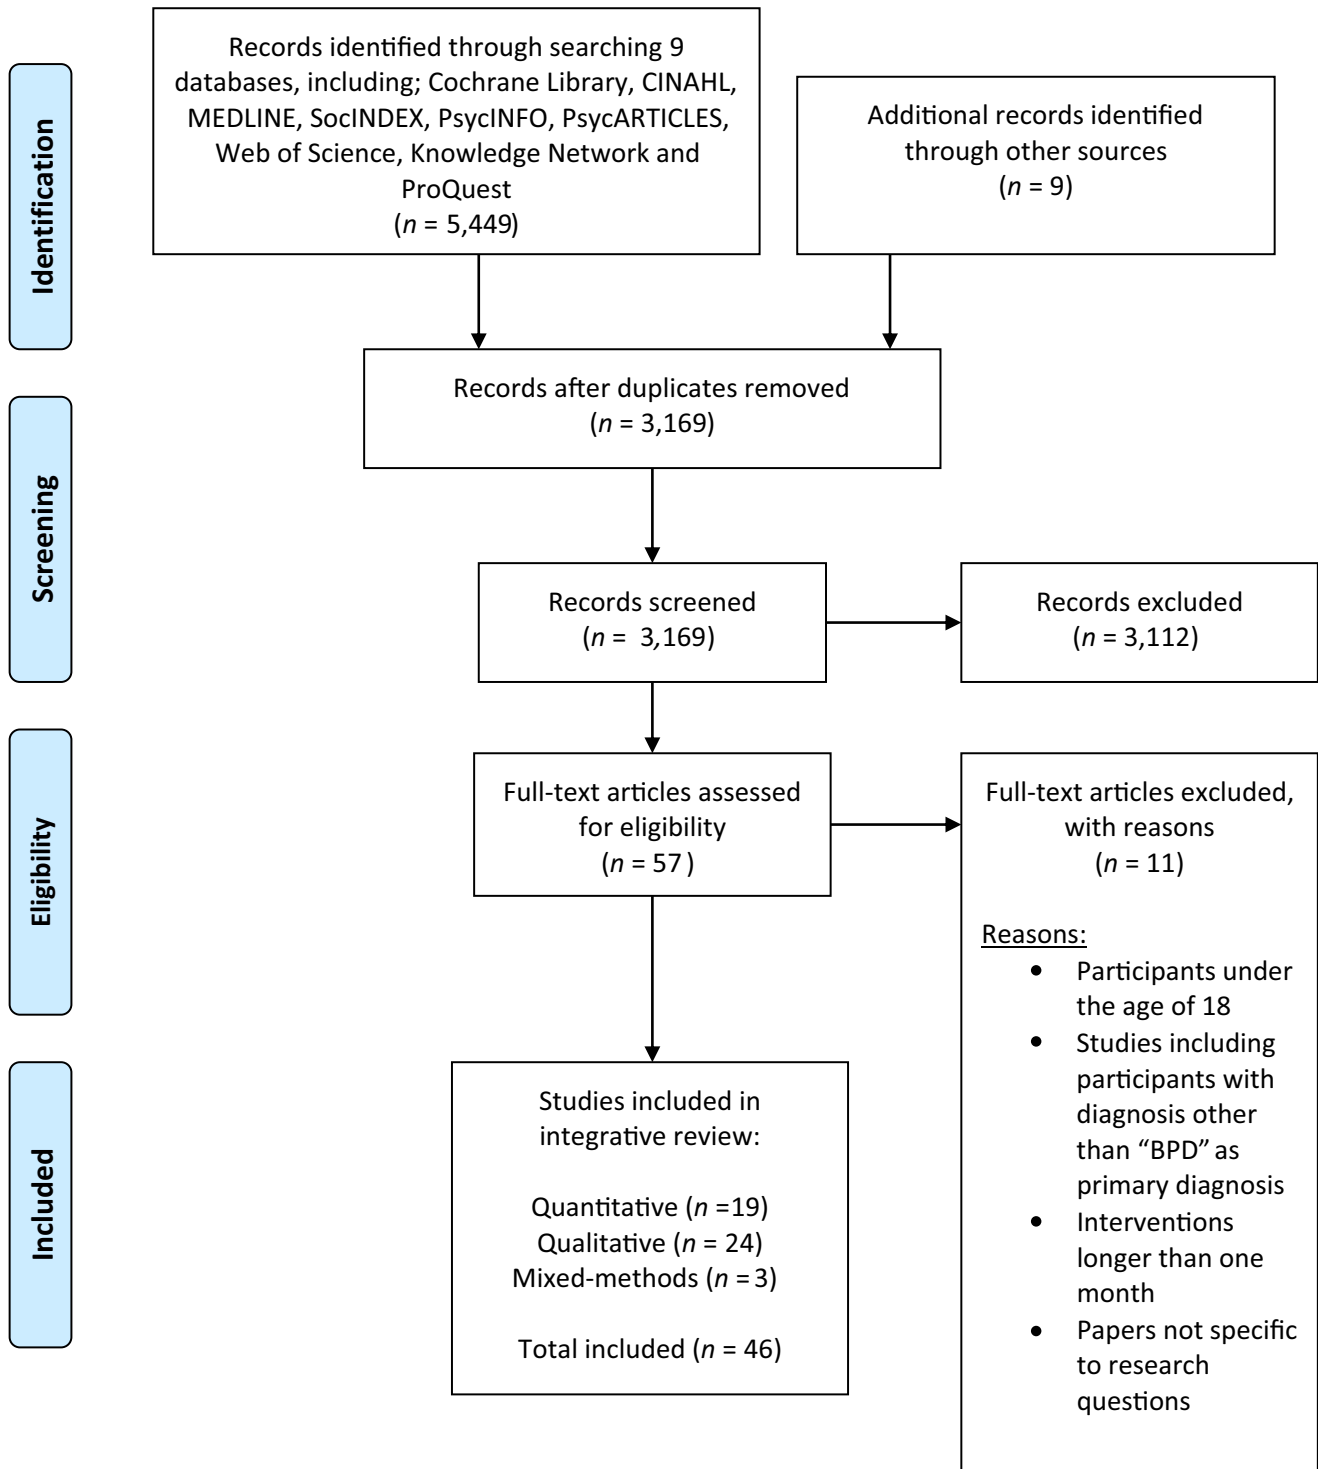 Identification
Records identified through searching 9
databases, including; Cochrane Library, CINAHL,
MEDLINE, SocINDEX, PsycINFO, PsycARTICLES,
Web of Science, Knowledge Network and
ProQuest
(n = 5,449)
Additional records identified
through other sources
(n = 9)
Records after duplicates removed
(n = 3,169)
Screening
Records screened
(n = 3,169)
Records excluded
(n = 3,112)
Eligibility
Full-text articles assessed
for eligibility
(n = 57 )
Full-text articles excluded,
with reasons
(n = 11)
Reasons:
• Participants under
the age of 18
• Studies including
participants with
diagnosis other
than “BPD” as
primary diagnosis
• Interventions
longer than one
month
• Papers not specific
to research
questions
Included
Studies included in
integrative review:
Quantitative (n =19)
Qualitative (n = 24)
Mixed-methods (n = 3)
Total included (n = 46)